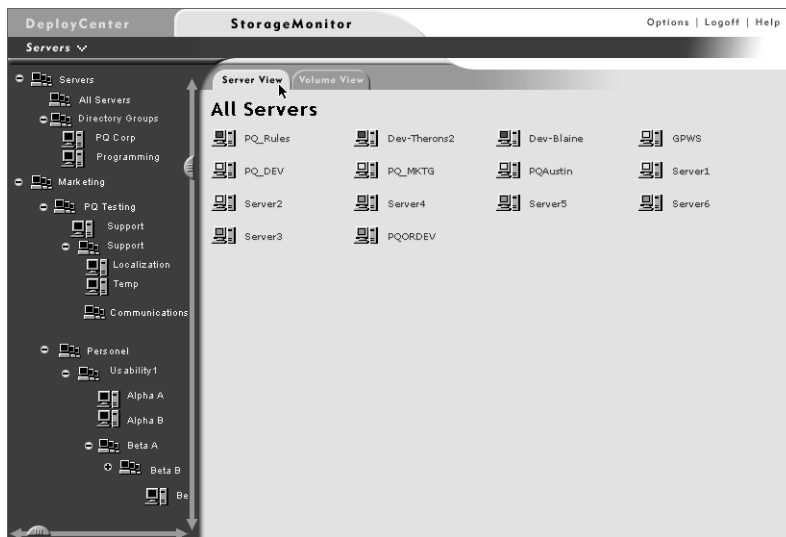 DeployCenter StorageMonitor Options | Logoff | Help
Servers
Servers
All Servers
Directory Groups
PQ Corp
Programming
Marketing
PQ Testing
Support
Support
Localization
Temp
Communications
Personel
Usability1
Alpha A
Alpha B
Beta A
Beta B
Be
Server View Volume View
All Servers
PQ_Rules Dev-Therons2 Dev-Blaine GPWS
PQ_DEV PQ_MKTG PQAustin Server1
Server2 Server4 Server5 Server6
Server3 PQORDEV